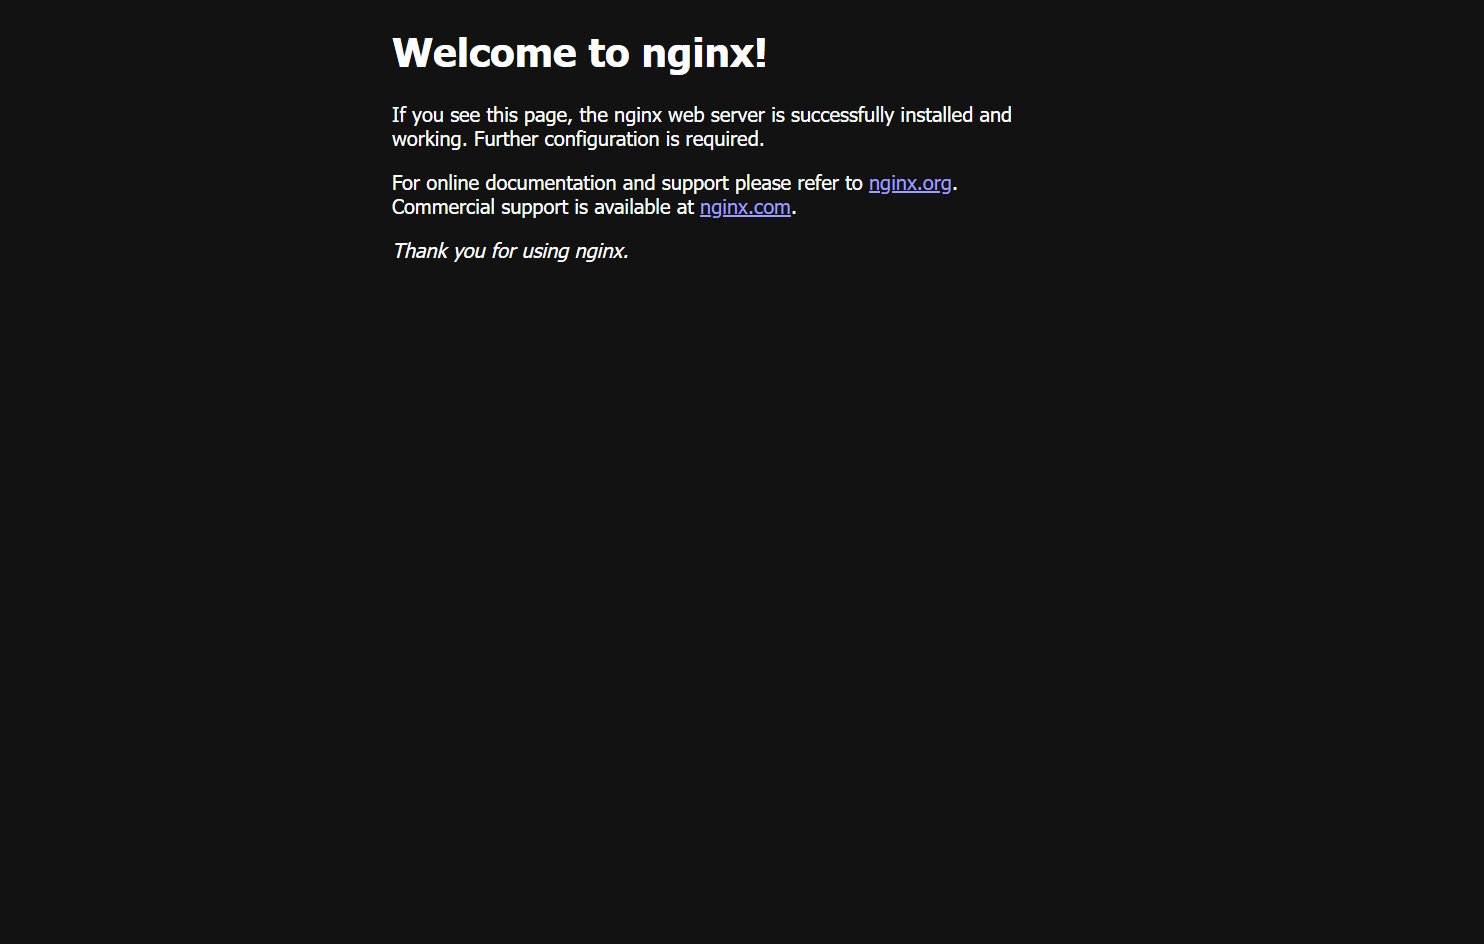 Welcome to nginx!
If you see this page, the nginx web server is successfully installed and
working. Further configuration is required.
For online documentation and support please refer to nginx.org.
Commercial support is available at nginx.com.
Thank you for using nginx.